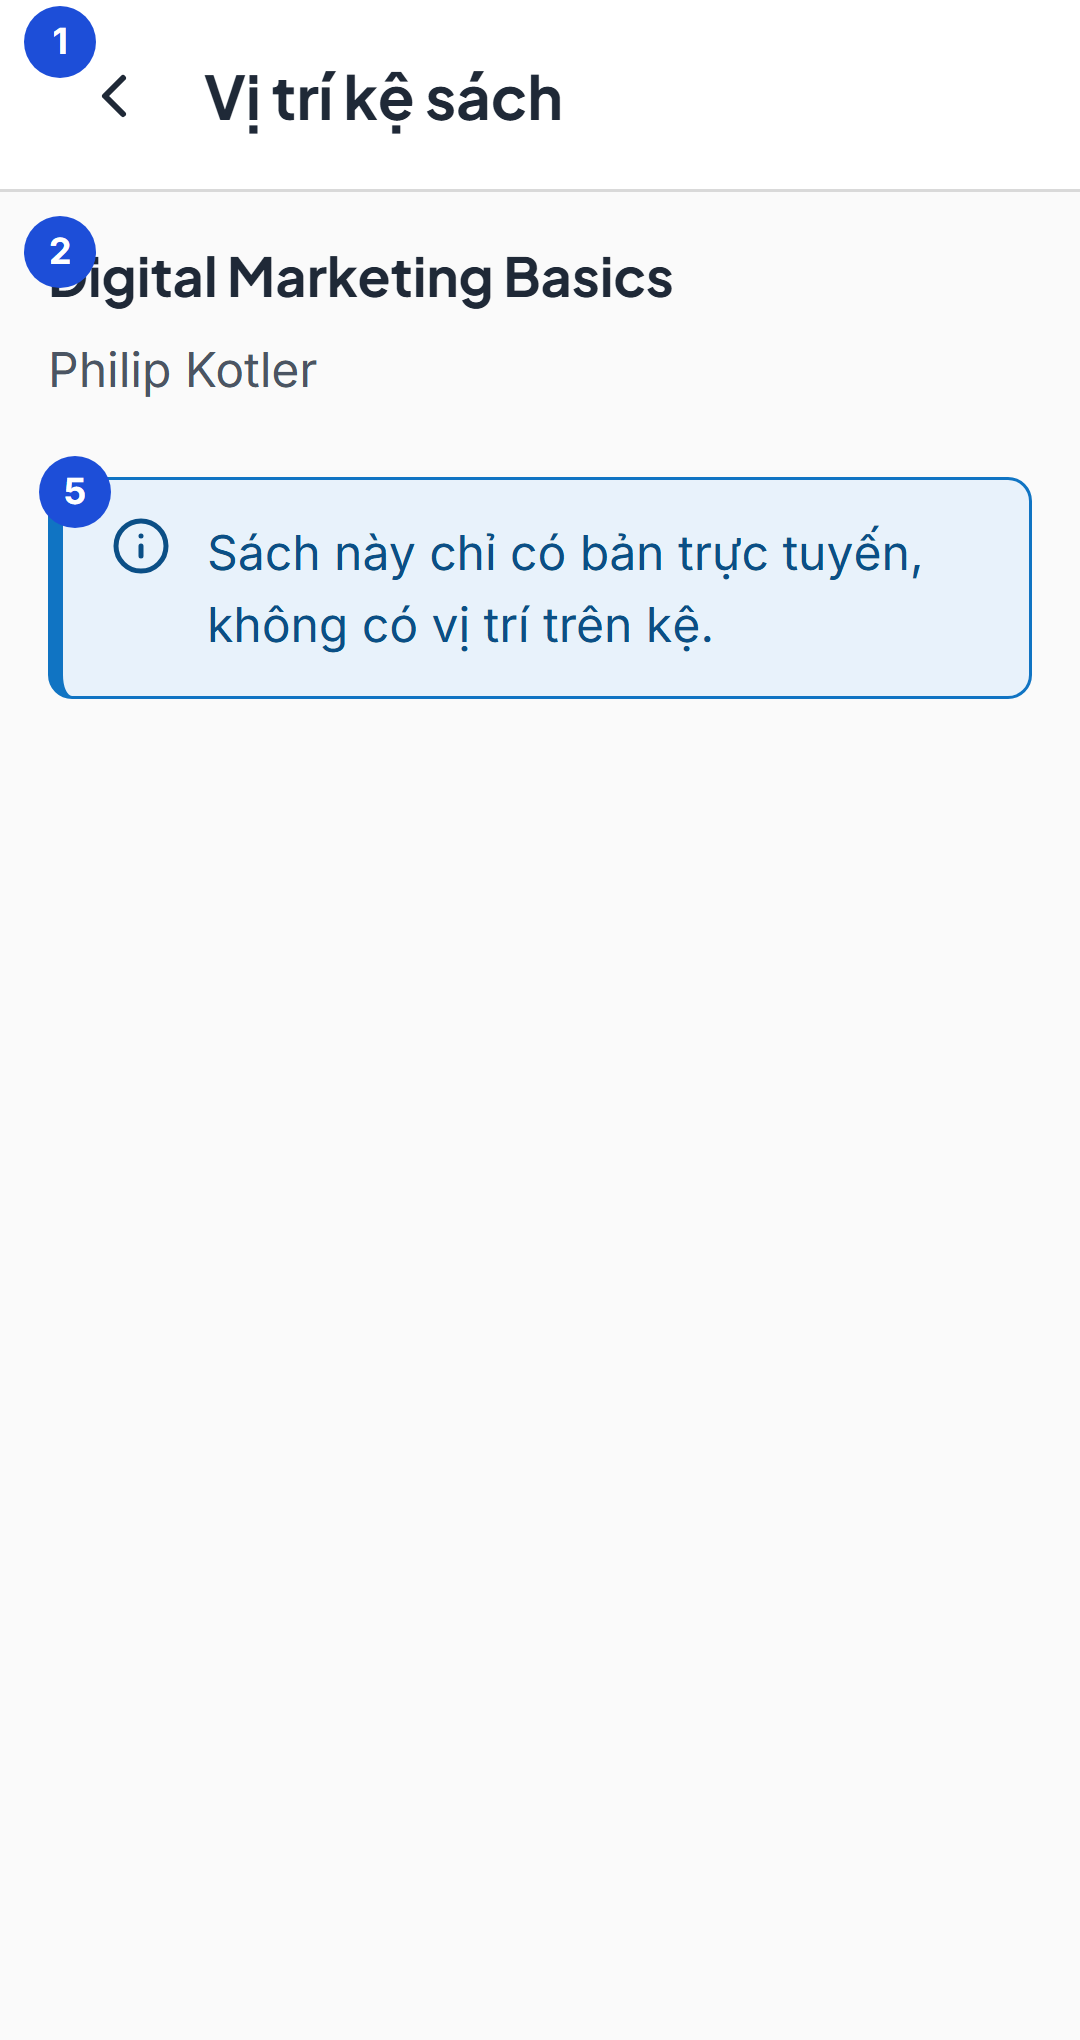 1
Vị trí kệ sách
2
Digital Marketing Basics
Philip Kotler
5
Sách này chỉ có bản trực tuyến,
không có vị trí trên kệ.